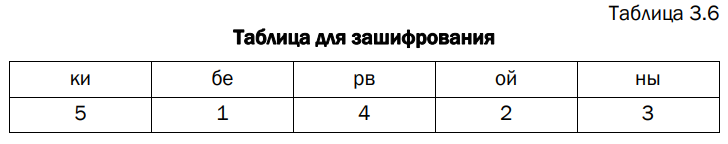 Таблица 3.6
Таблица для зашифрования
ки бе рв ой ны
5 1 4 2 3